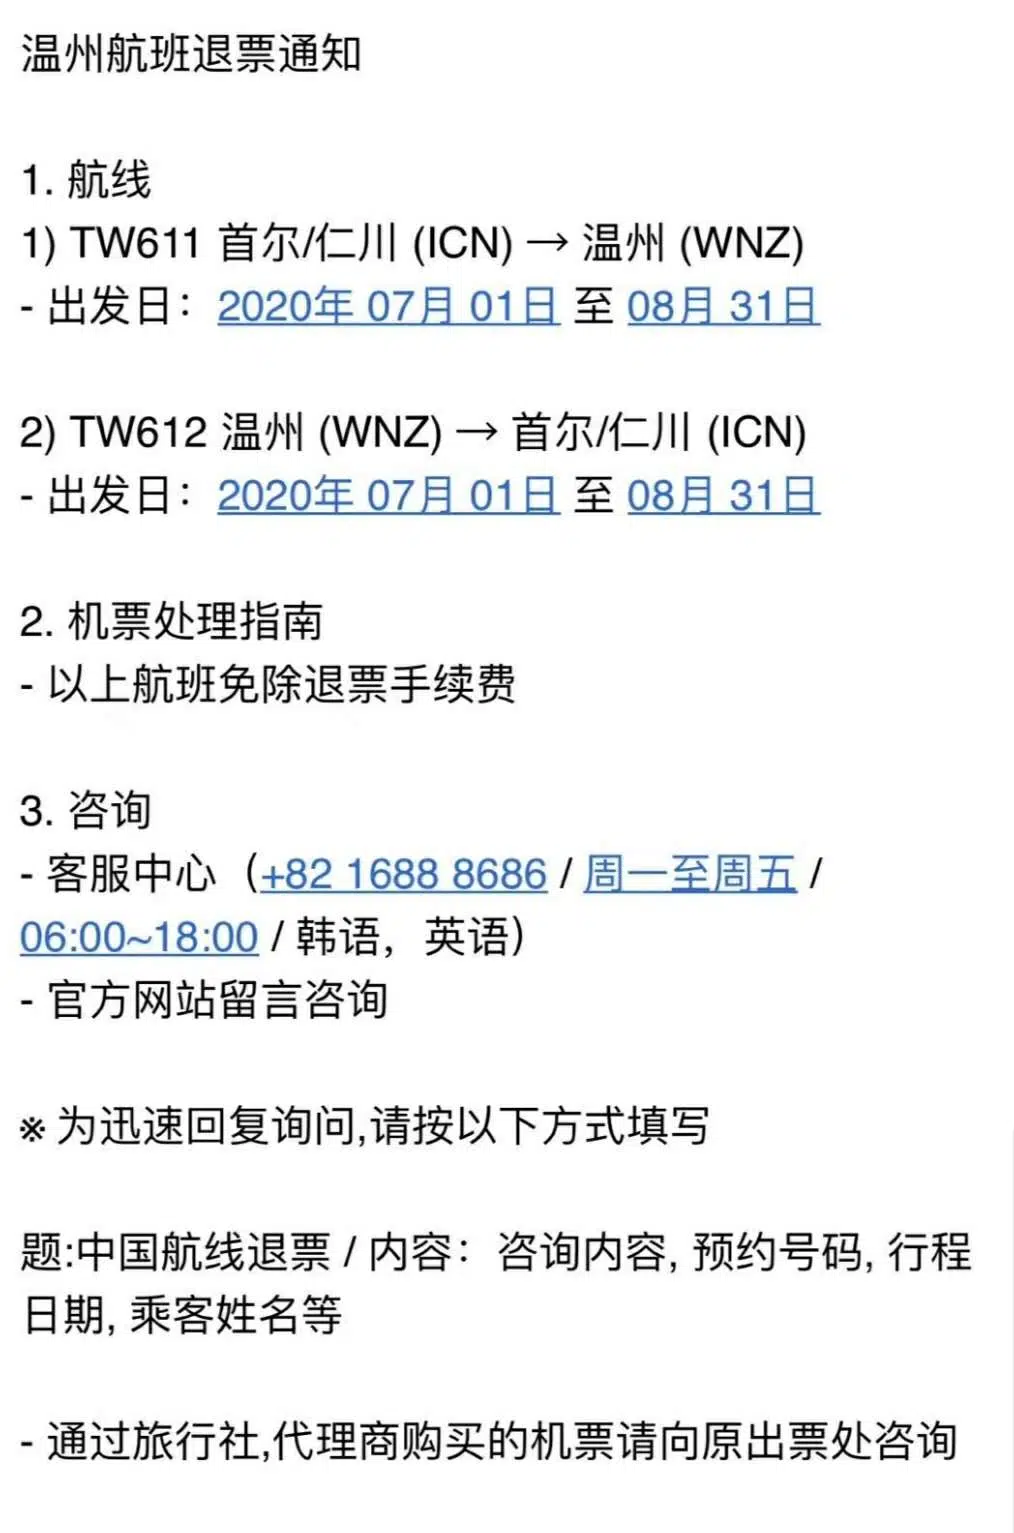 温州航班退票通知
1. 航线
1) TW611 首尔/仁川 (ICN) → 温州 (WNZ)
- 出发日：2020年 07月 01日 至 08月 31日
2) TW612 温州 (WNZ) → 首尔/仁川 (ICN)
- 出发日：2020年 07月 01日 至 08月 31日
2. 机票处理指南
- 以上航班免除退票手续费
3. 咨询
- 客服中心（+82 1688 8686 / 周一至周五 /
06:00~18:00 / 韩语，英语）
- 官方网站留言咨询
※ 为迅速回复询问,请按以下方式填写
题:中国航线退票 / 内容：咨询内容, 预约号码, 行程
日期, 乘客姓名等
- 通过旅行社,代理商购买的机票请向原出票处咨询